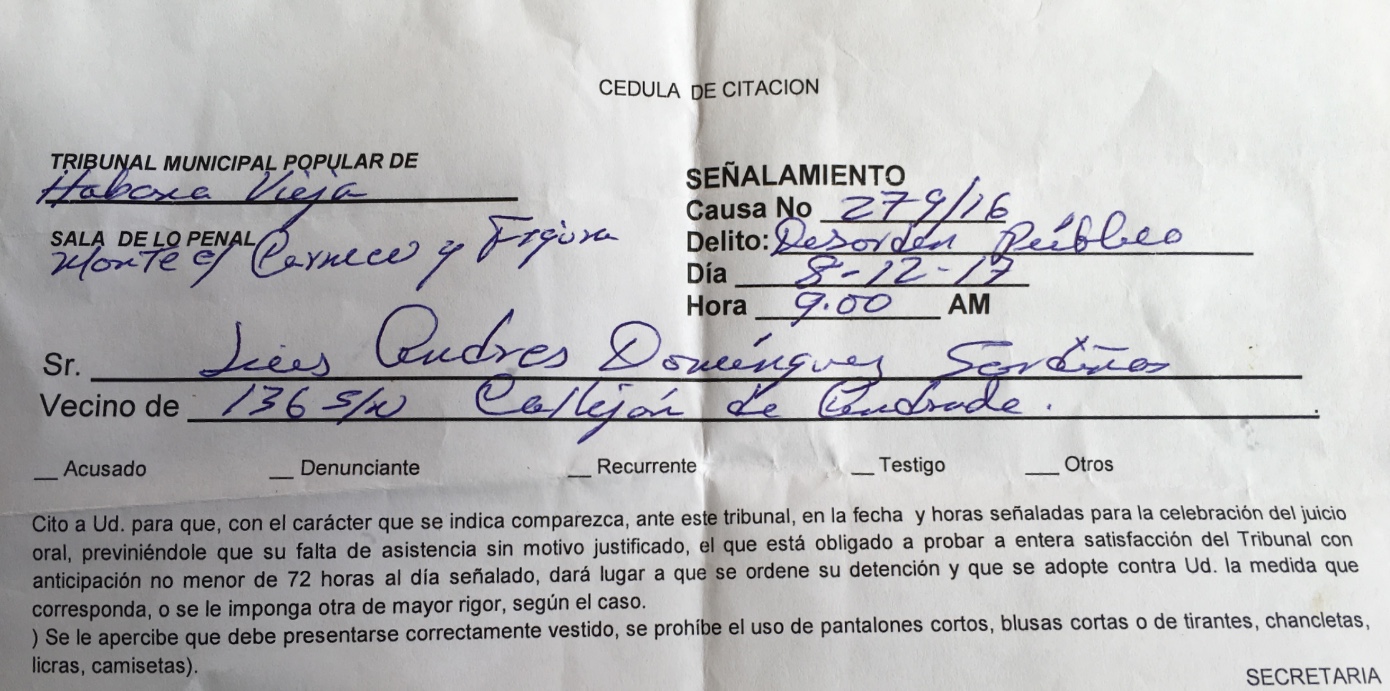 CEDULA DE CITACION
TRIBUNAL MUNICIPAL POPULAR DE
Habana Vieja
SALA DE LO PENAL
Monte e/ Carmen y Figura
SEÑALAMIENTO
Causa No 279/16
Delito: Desorden Público
Día 8-12-17
Hora 9.00 AM
Sr. Luis Andres Domínguez
Vecino de 136 s/n Callejón de Andrade.
__ Acusado __ Denunciante __ Recurrente __ Testigo ___ Otros
Cito a Ud. para que, con el carácter que se indica comparezca, ante este tribunal, en la fecha y horas señaladas para la celebración del juicio
oral, previniéndole que su falta de asistencia sin motivo justificado, el que está obligado a probar a entera satisfacción del Tribunal con
anticipación no menor de 72 horas al día señalado, dará lugar a que se ordene su detención y que se adopte contra Ud. la medida que
corresponda, o se le imponga otra de mayor rigor, según el caso.
) Se le apercibe que debe presentarse correctamente vestido, se prohíbe el uso de pantalones cortos, blusas cortas o de tirantes, chancletas,
licras, camisetas).
SECRETARIA